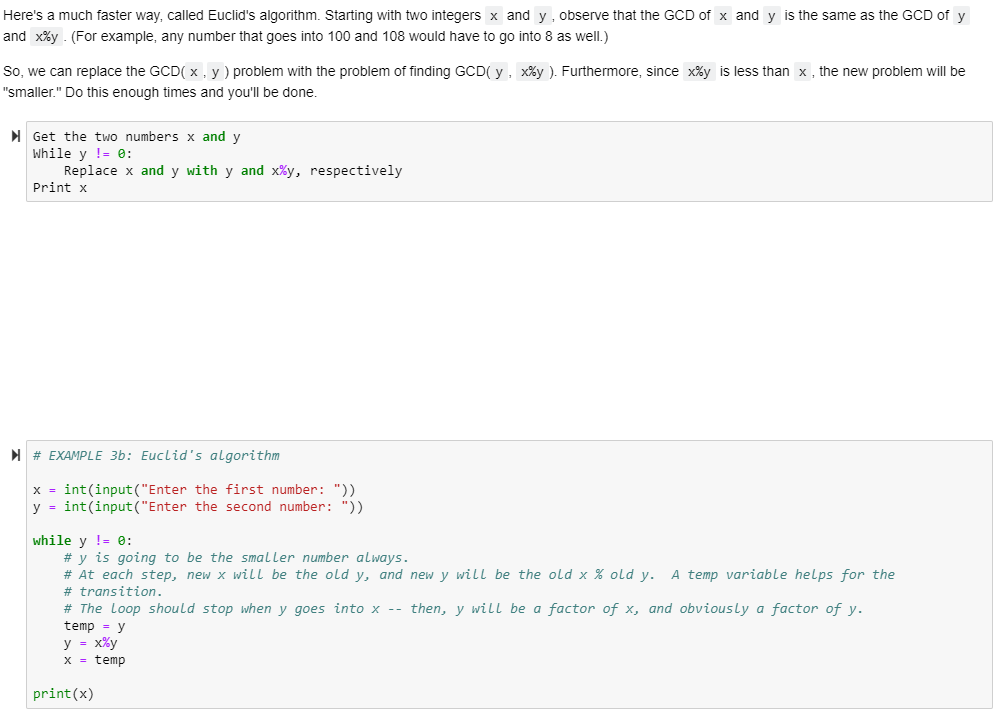 Here's a much faster way, called Euclid's algorithm. Starting with two integers x and y , observe that the GCD of x and y is the same as the GCD of y
and x%y . (For example, any number that goes into 100 and 108 would have to go into 8 as well.)
So, we can replace the GCD( x , y ) problem with the problem of finding GCD( y , x%y ). Furthermore, since x%y is less than x , the new problem will be
"smaller." Do this enough times and you'll be done.
Get the two numbers x and y
While y != 0:
    Replace x and y with y and x%y, respectively
Print x
# EXAMPLE 3b: Euclid's algorithm
x = int(input("Enter the first number: "))
y = int(input("Enter the second number: "))
while y != 0:
    # y is going to be the smaller number always.
    # At each step, new x will be the old y, and new y will be the old x % old y.  A temp variable helps for the
    # transition.
    # The loop should stop when y goes into x -- then, y will be a factor of x, and obviously a factor of y.
    temp = y
    y = x%y
    x = temp
print(x)